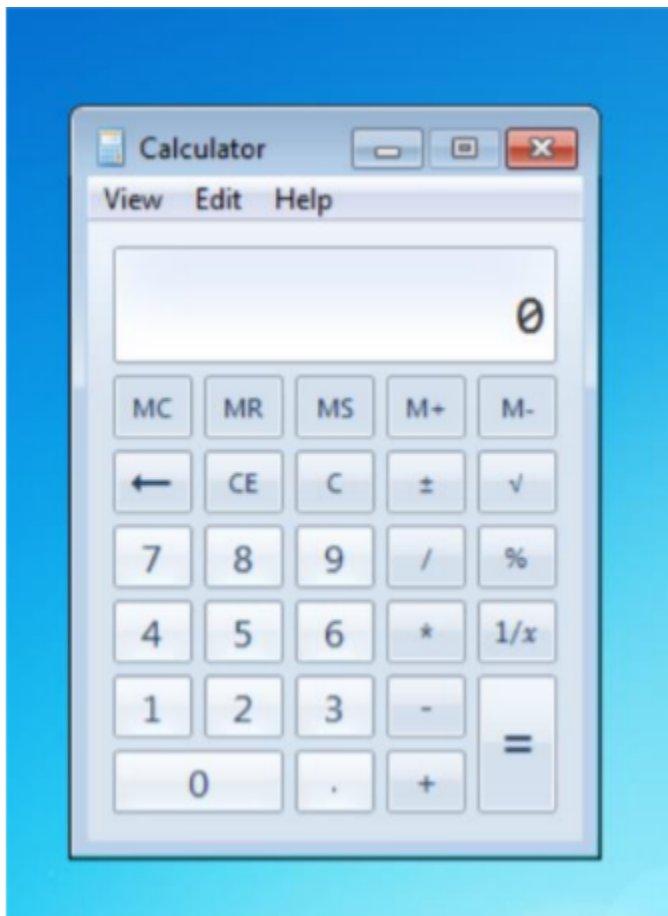 Calculator
View Edit Help
0
MC MR MS M+ M-
← CE C ± √
7 8 9 / %
4 5 6 * 1/x
1 2 3 -
=
0 . +